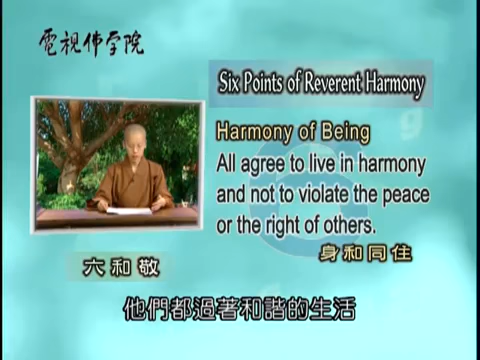 電視佛学院
Six Points of Reverent Harmony
Harmony of Being
All agree to live in harmony
and not to violate the peace
or the right of others.
身和同住
六和敬
他們都過著和諧的生活